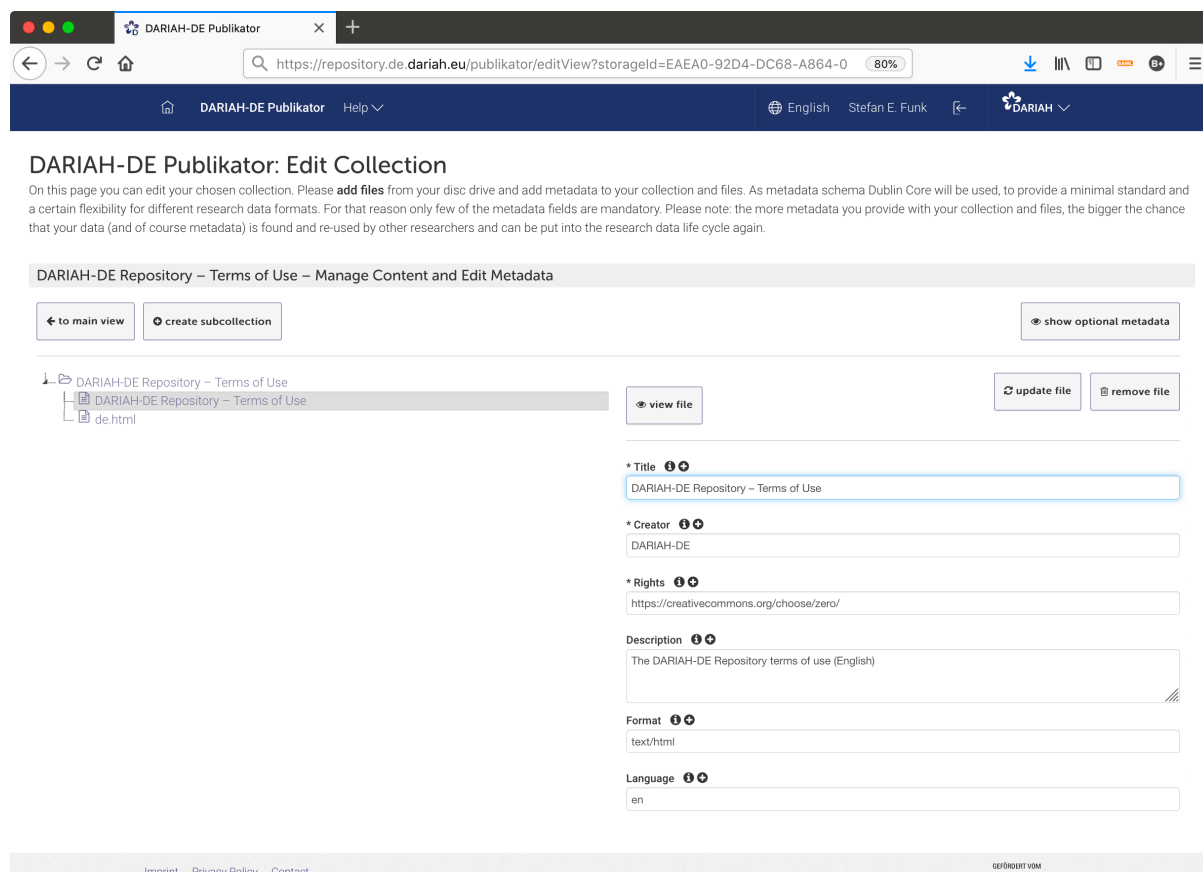 DARIAH-DE Publikator
https://repository.de.dariah.eu/publikator/editView?storageId=EAEA0-92D4-DC68-A864-0 80%
DARIAH-DE Publikator Help English Stefan E. Funk DARIAH
DARIAH-DE Publikator: Edit Collection
On this page you can edit your chosen collection. Please add files from your disc drive and add metadata to your collection and files. As metadata schema Dublin Core will be used, to provide a minimal standard and
a certain flexibility for different research data formats. For that reason only few of the metadata fields are mandatory. Please note: the more metadata you provide with your collection and files, the bigger the chance
that your data (and of course metadata) is found and re-used by other researchers and can be put into the research data life cycle again.
DARIAH-DE Repository – Terms of Use – Manage Content and Edit Metadata
to main view create subcollection show optional metadata
DARIAH-DE Repository – Terms of Use
DARIAH-DE Repository – Terms of Use
de.html
view file update file remove file
* Title
DARIAH-DE Repository – Terms of Use
* Creator
DARIAH-DE
* Rights
https://creativecommons.org/choose/zero/
Description
The DARIAH-DE Repository terms of use (English)
Format
text/html
Language
en
Imprint Privacy Policy Contact
GEFÖRDERT VOM